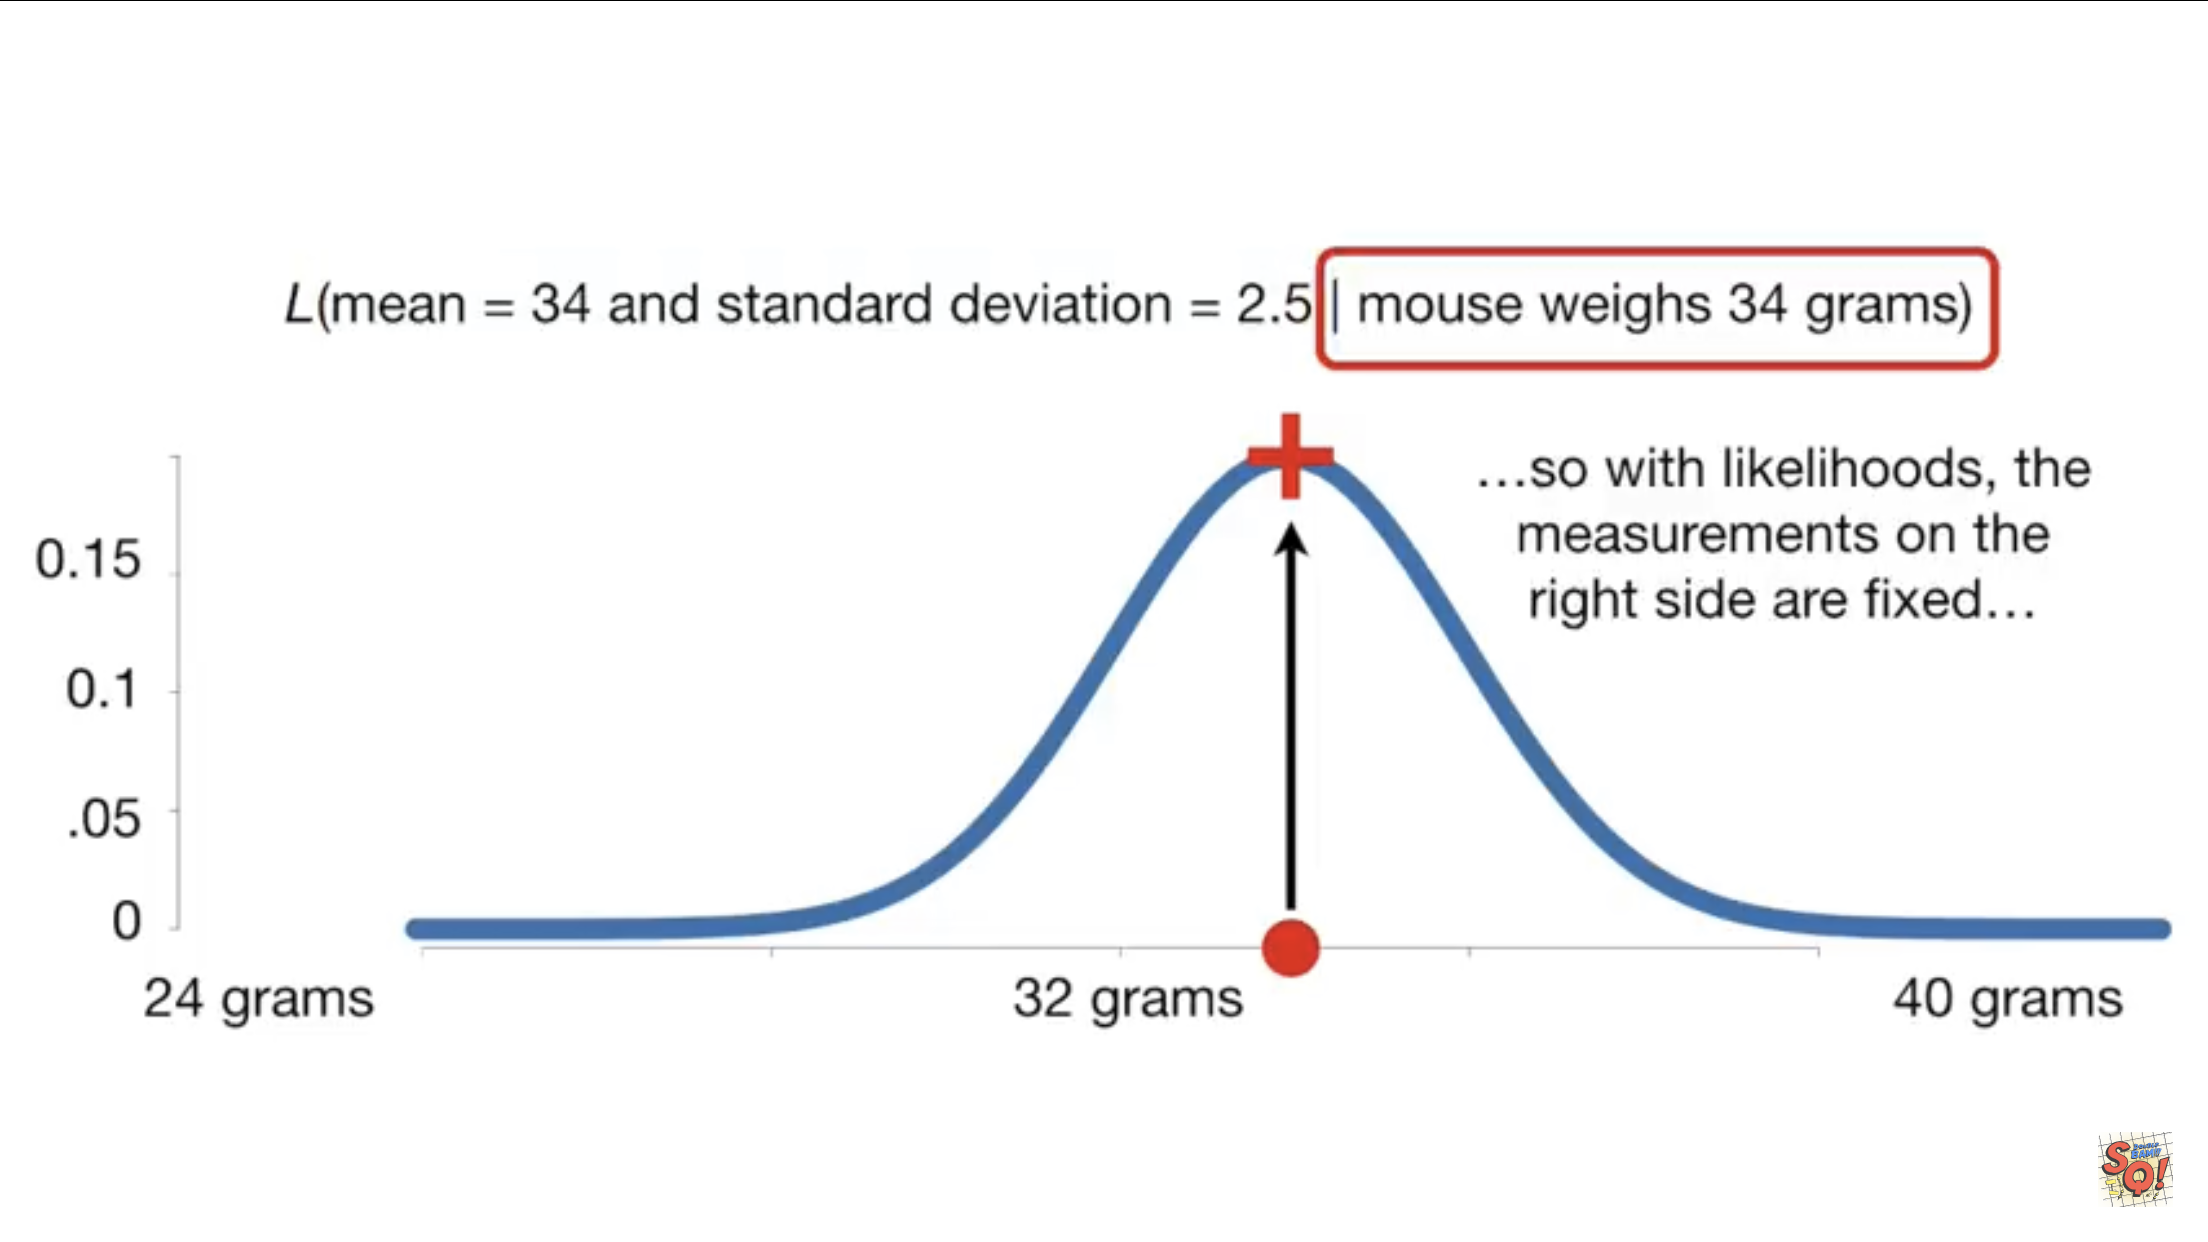 L(mean = 34 and standard deviation = 2.5 | mouse weighs 34 grams)
…so with likelihoods, the
measurements on the
right side are fixed…
0.15
0.1
.05
0
24 grams
32 grams
40 grams
SQ!